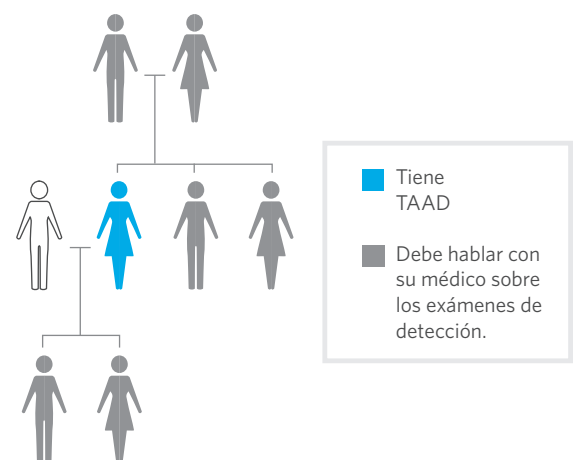 Tiene
TAAD
Debe hablar con
su médico sobre
los exámenes de
detección.